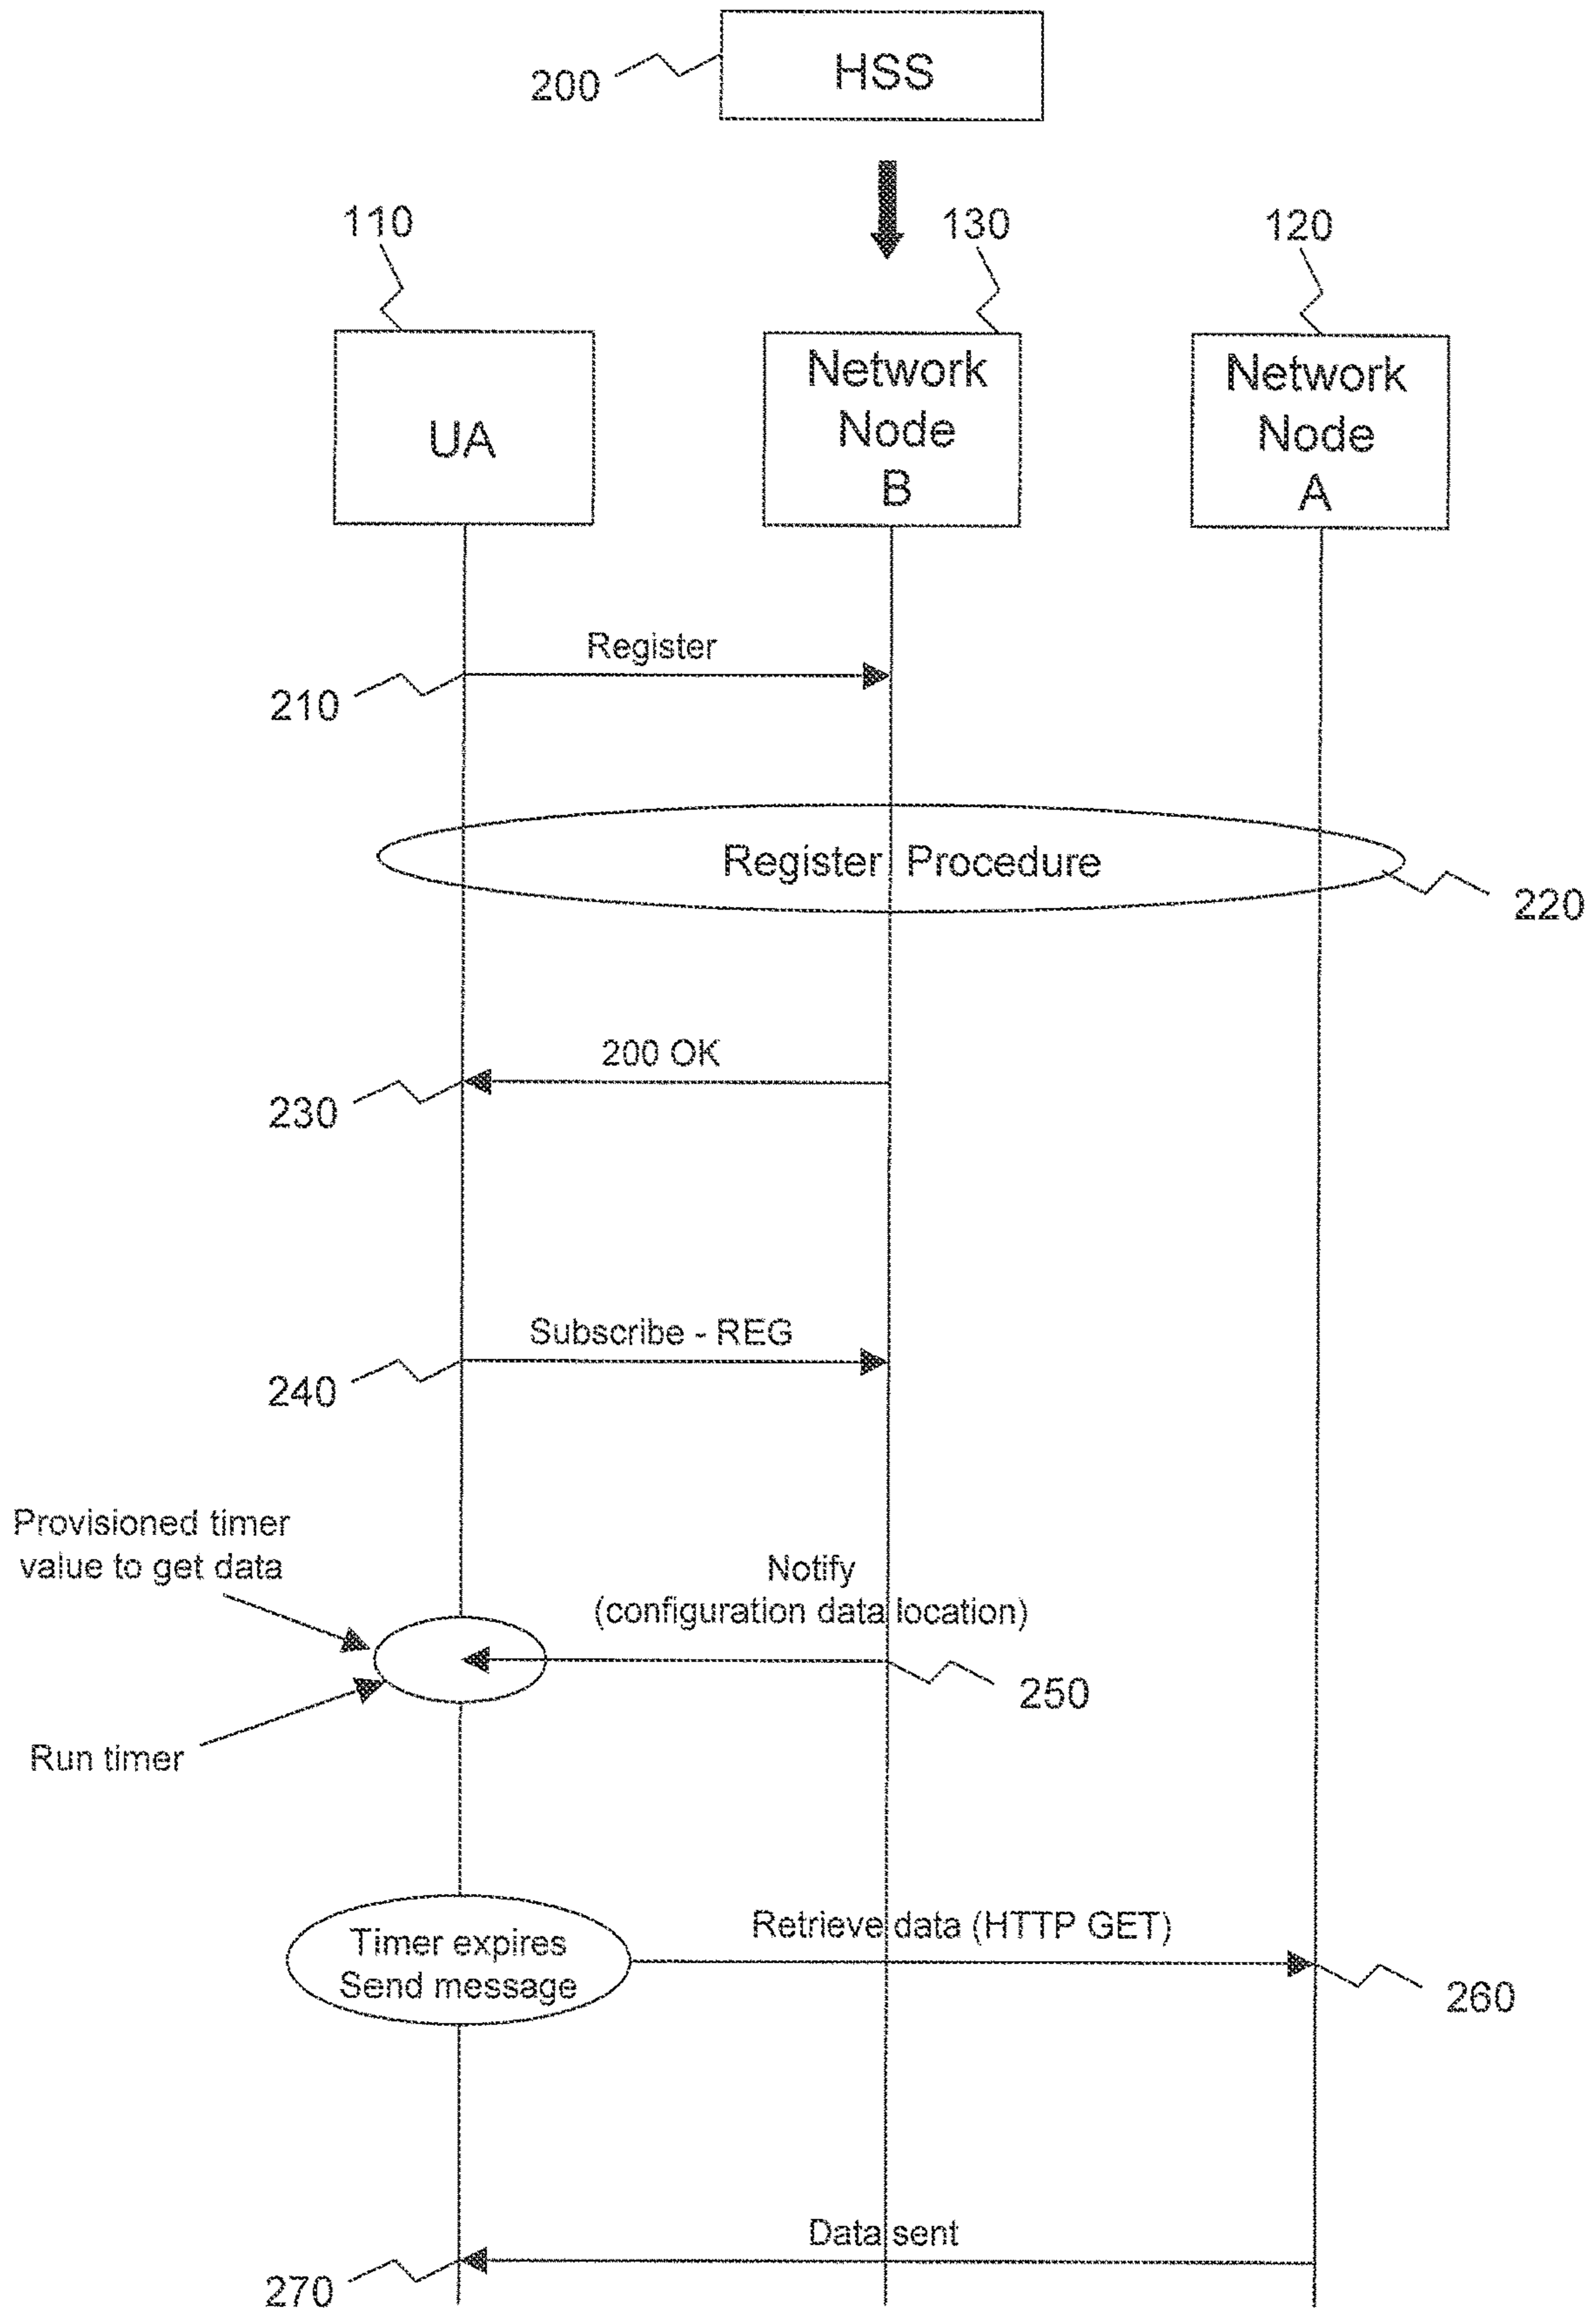 HSS
200
110
130
120
UA
Network
Node
B
Network
Node
A
Register
210
Register Procedure
220
200 OK
230
Subscribe - REG
240
Provisioned timer
value to get data
Notify
(configuration data location)
250
Run timer
Timer expires
Send message
Retrieve data (HTTP GET)
260
Data sent
270